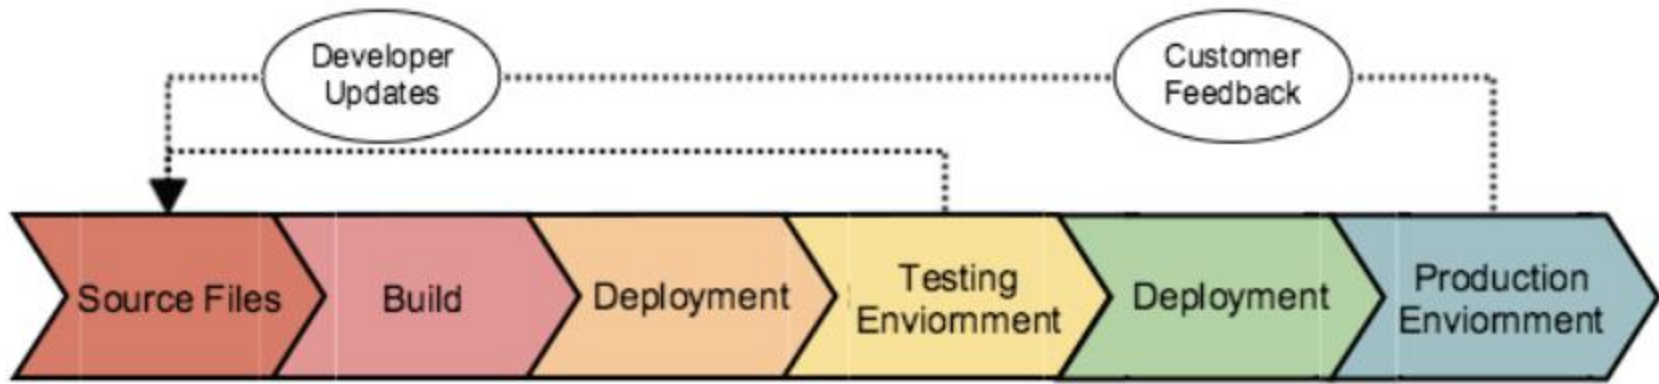 Developer
Updates
Customer
Feedback
Source Files
Build
Deployment
Testing
Enviornment
Deployment
Production
Enviornment